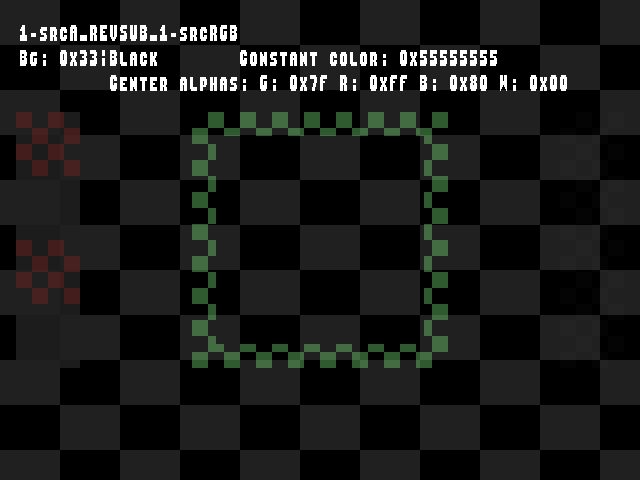 1-srcA_REVSUB_1-srcRGB
Bg: 0x33¦Black Constant color: 0x55555555
Center alphas: G: 0x7f R: 0xff B: 0x80 W: 0x00